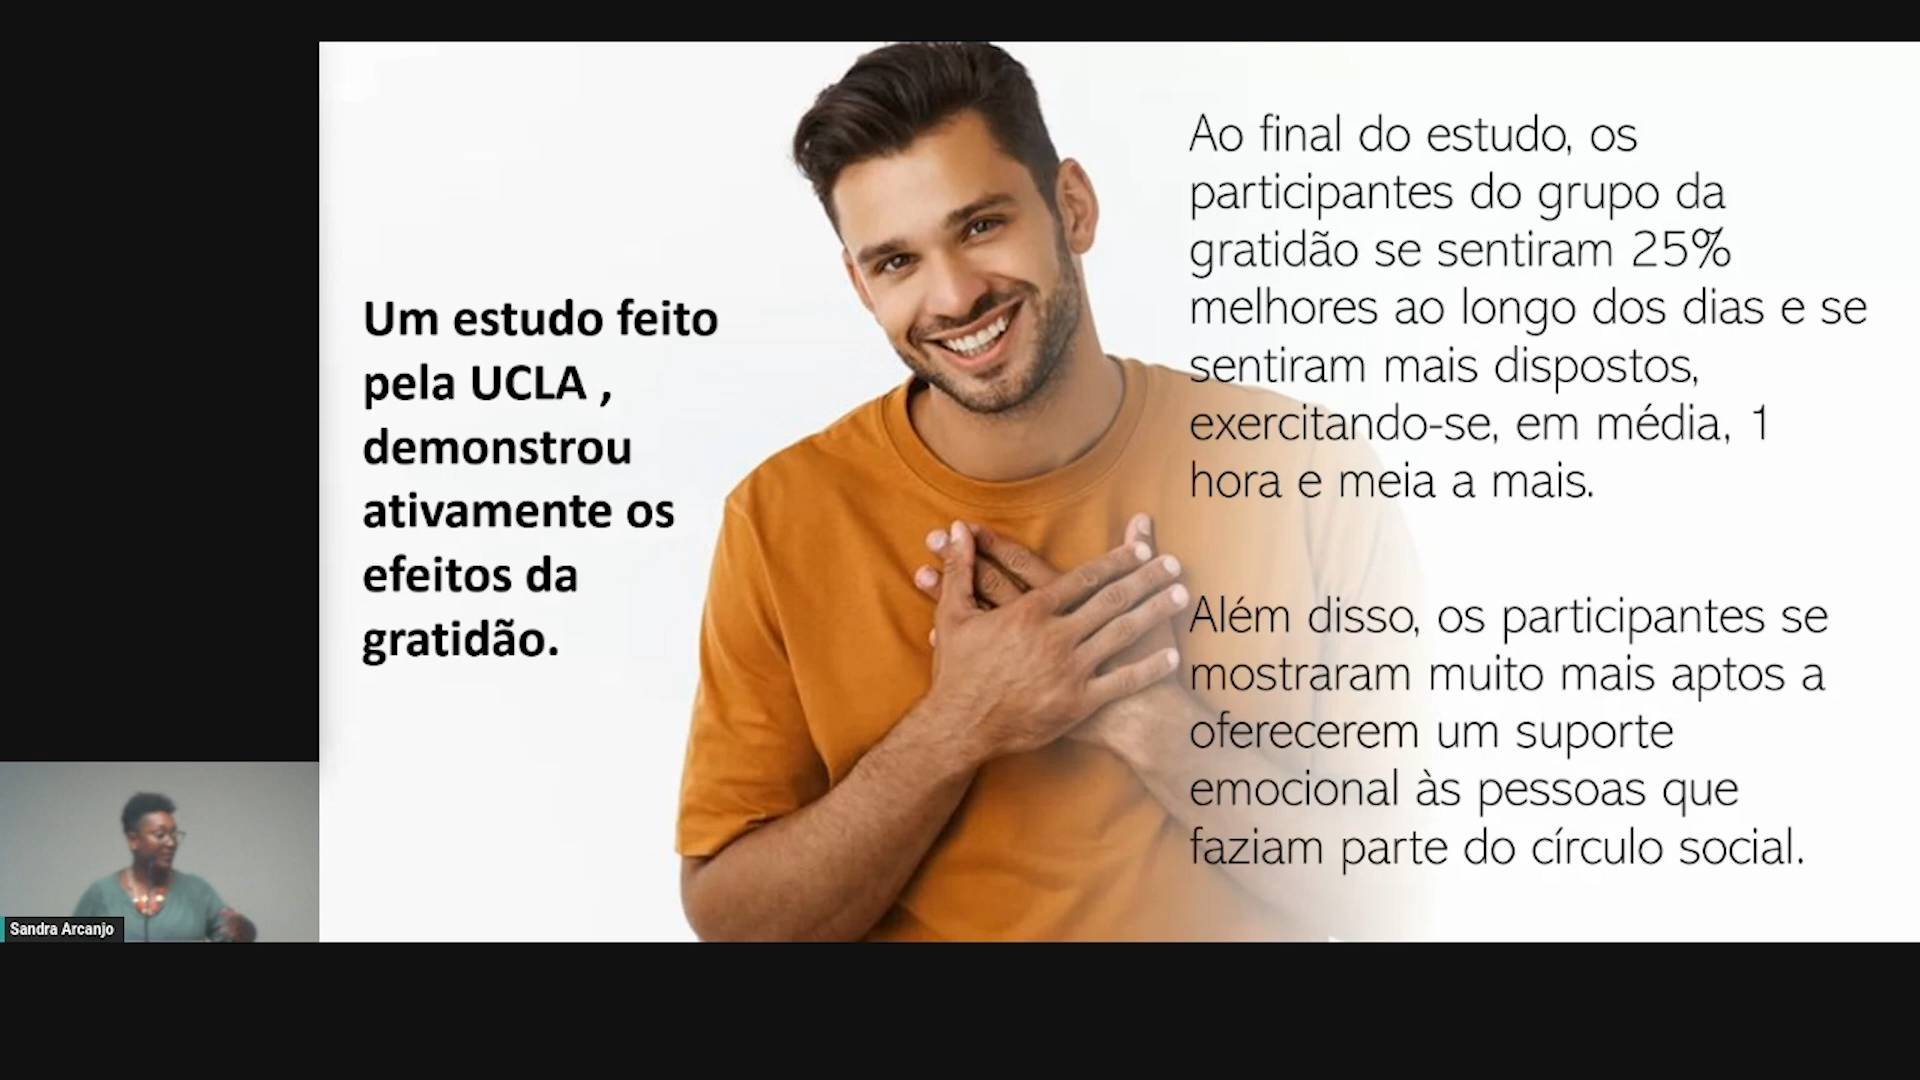 Um estudo feito
pela UCLA ,
demonstrou
ativamente os
efeitos da
gratidão.
Ao final do estudo, os
participantes do grupo da
gratidão se sentiram 25%
melhores ao longo dos dias e se
sentiram mais dispostos,
exercitando-se, em média, 1
hora e meia a mais.
Além disso, os participantes se
mostraram muito mais aptos a
oferecerem um suporte
emocional às pessoas que
faziam parte do círculo social.
Sandra Arcanjo